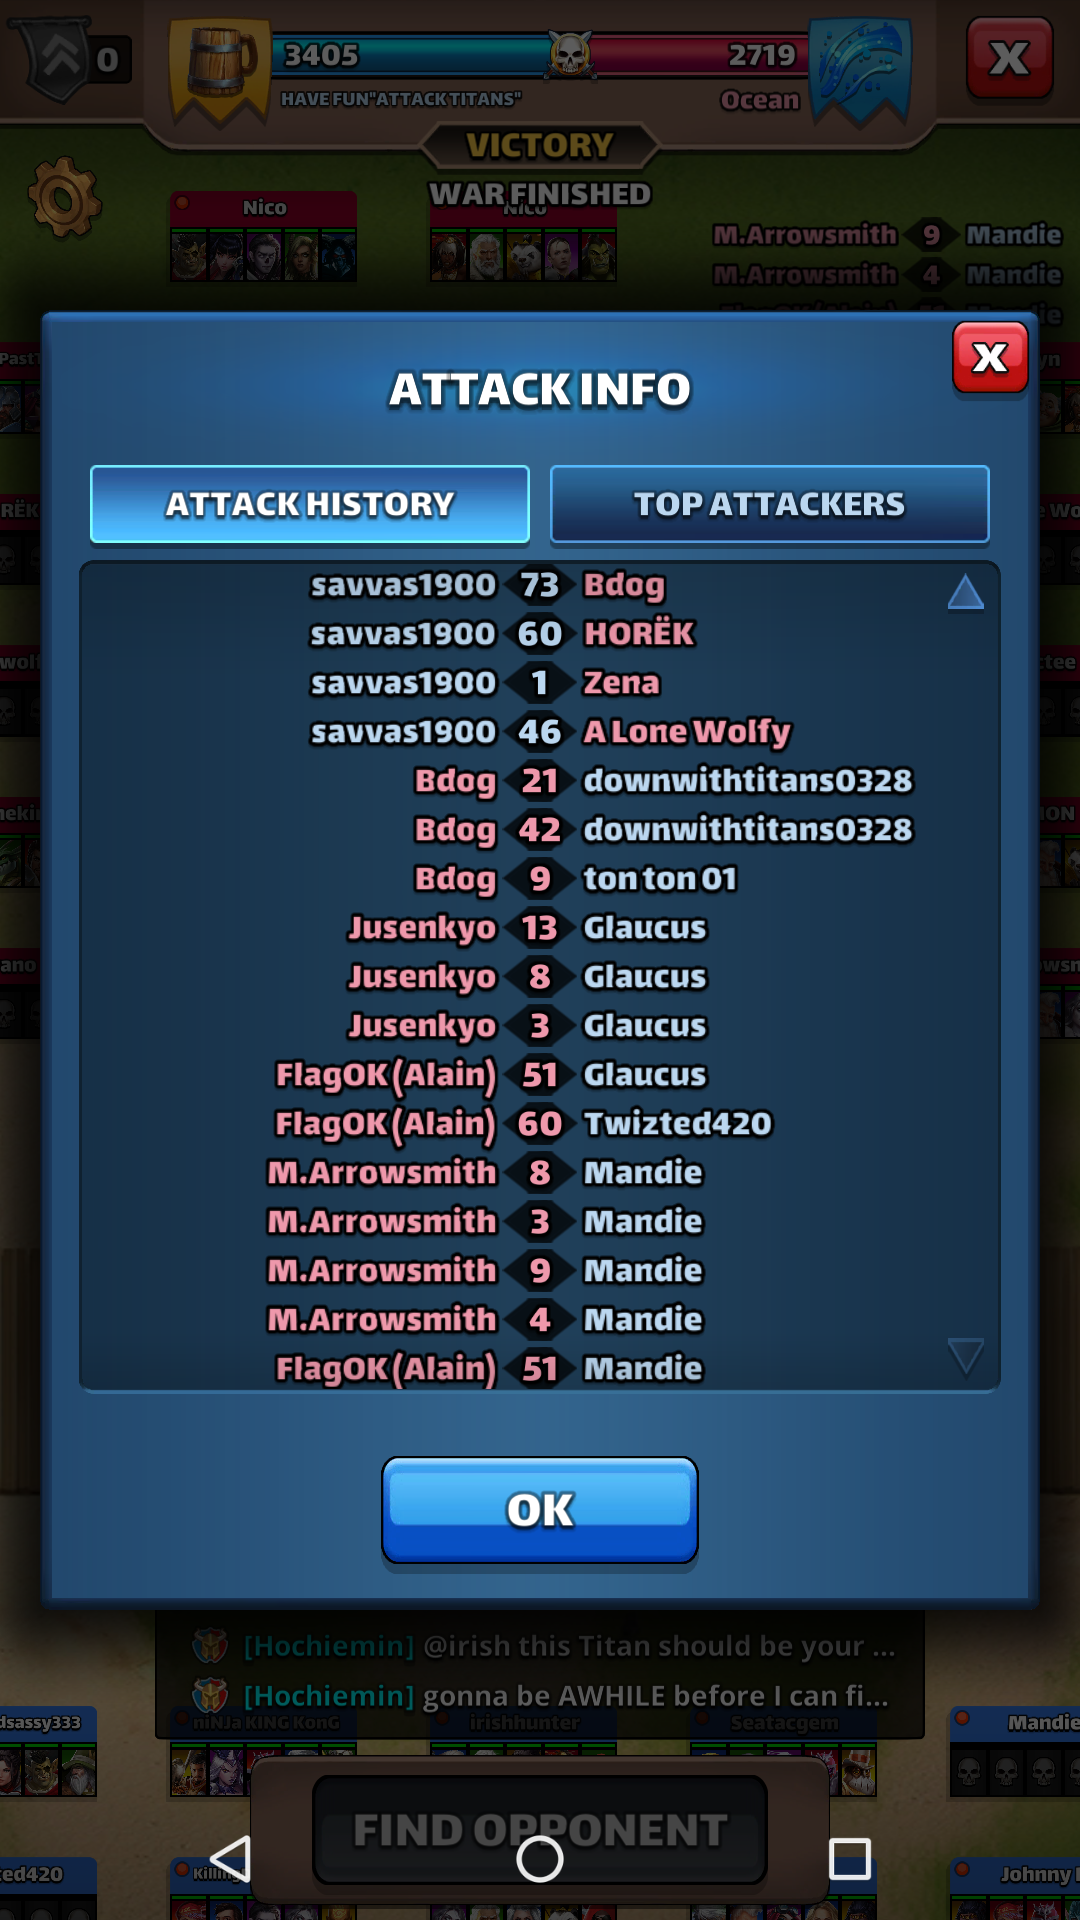 0
3405
2719
HAVE FUN"ATTACK TITANS"
Ocean
X
VICTORY
WAR FINISHED
Nico
Nico
M.Arrowsmith 9 Mandie
M.Arrowsmith 4 Mandie
ATTACK INFO
X
ATTACK HISTORY
TOP ATTACKERS
savvas1900 73 Bdog
savvas1900 60 HORËK
savvas1900 1 Zena
savvas1900 46 A Lone Wolfy
Bdog 21 downwithtitans0328
Bdog 42 downwithtitans0328
Bdog 9 ton ton 01
Jusenkyo 13 Glaucus
Jusenkyo 8 Glaucus
Jusenkyo 3 Glaucus
FlagOK(Alain) 51 Glaucus
FlagOK(Alain) 60 Twizted420
M.Arrowsmith 8 Mandie
M.Arrowsmith 3 Mandie
M.Arrowsmith 9 Mandie
M.Arrowsmith 4 Mandie
FlagOK(Alain) 51 Mandie
OK
[Hochiemin] @irish this Titan should be your ...
[Hochiemin] gonna be AWHILE before I can fi...
dsassy333
niNJa KING KonG
irishhunter
Seatacgem
Mandie
FIND OPPONENT
ted420
Johnny